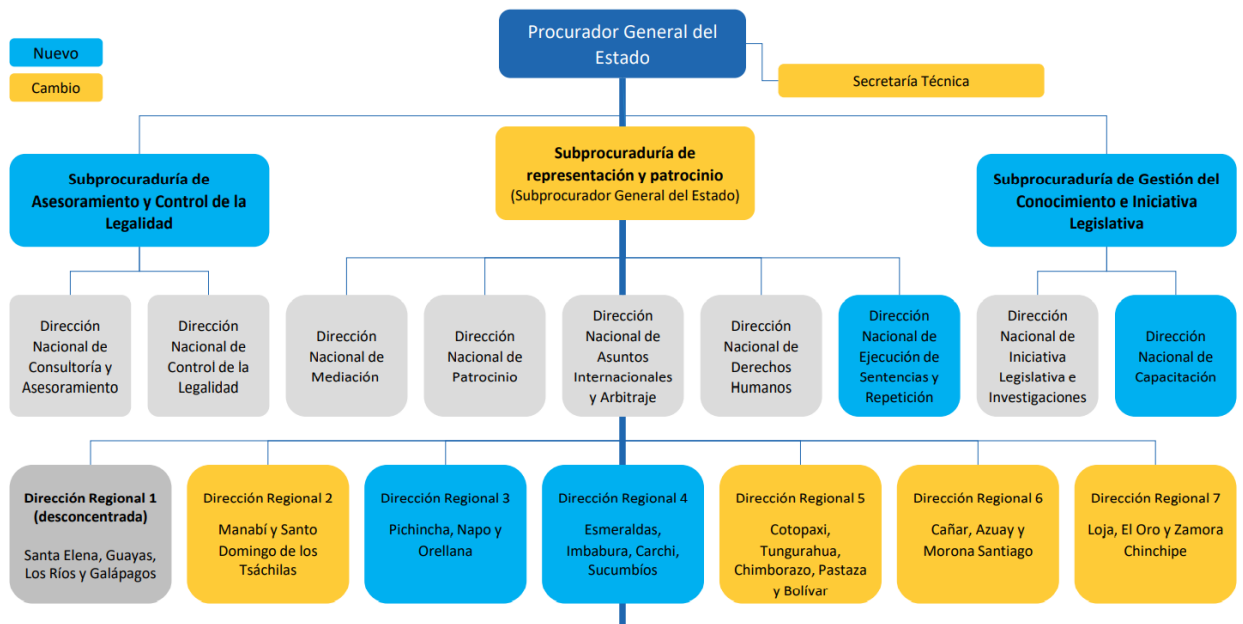 Nuevo
Cambio
Procurador General del
Estado
Secretaría Técnica
Subprocuraduría de
Asesoramiento y Control de la
Legalidad
Subprocuraduría de
representación y patrocinio
(Subprocurador General del Estado)
Subprocuraduría de Gestión del
Conocimiento e Iniciativa
Legislativa
Dirección
Nacional de
Consultoría y
Asesoramiento
Dirección
Nacional de
Control de la
Legalidad
Dirección
Nacional de
Mediación
Dirección
Nacional de
Patrocinio
Dirección
Nacional de
Asuntos
Internacionales
y Arbitraje
Dirección
Nacional de
Derechos
Humanos
Dirección
Nacional de
Ejecución de
Sentencias y
Repetición
Dirección
Nacional de
Iniciativa
Legislativa e
Investigaciones
Dirección
Nacional de
Capacitación
Dirección Regional 1
(desconcentrada)
Santa Elena, Guayas,
Los Ríos y Galápagos
Dirección Regional 2
Manabí y Santo
Domingo de los
Tsáchilas
Dirección Regional 3
Pichincha, Napo y
Orellana
Dirección Regional 4
Esmeraldas,
Imbabura, Carchi,
Sucumbíos
Dirección Regional 5
Cotopaxi,
Tungurahua,
Chimborazo, Pastaza
y Bolívar
Dirección Regional 6
Cañar, Azuay y
Morona Santiago
Dirección Regional 7
Loja, El Oro y Zamora
Chinchipe